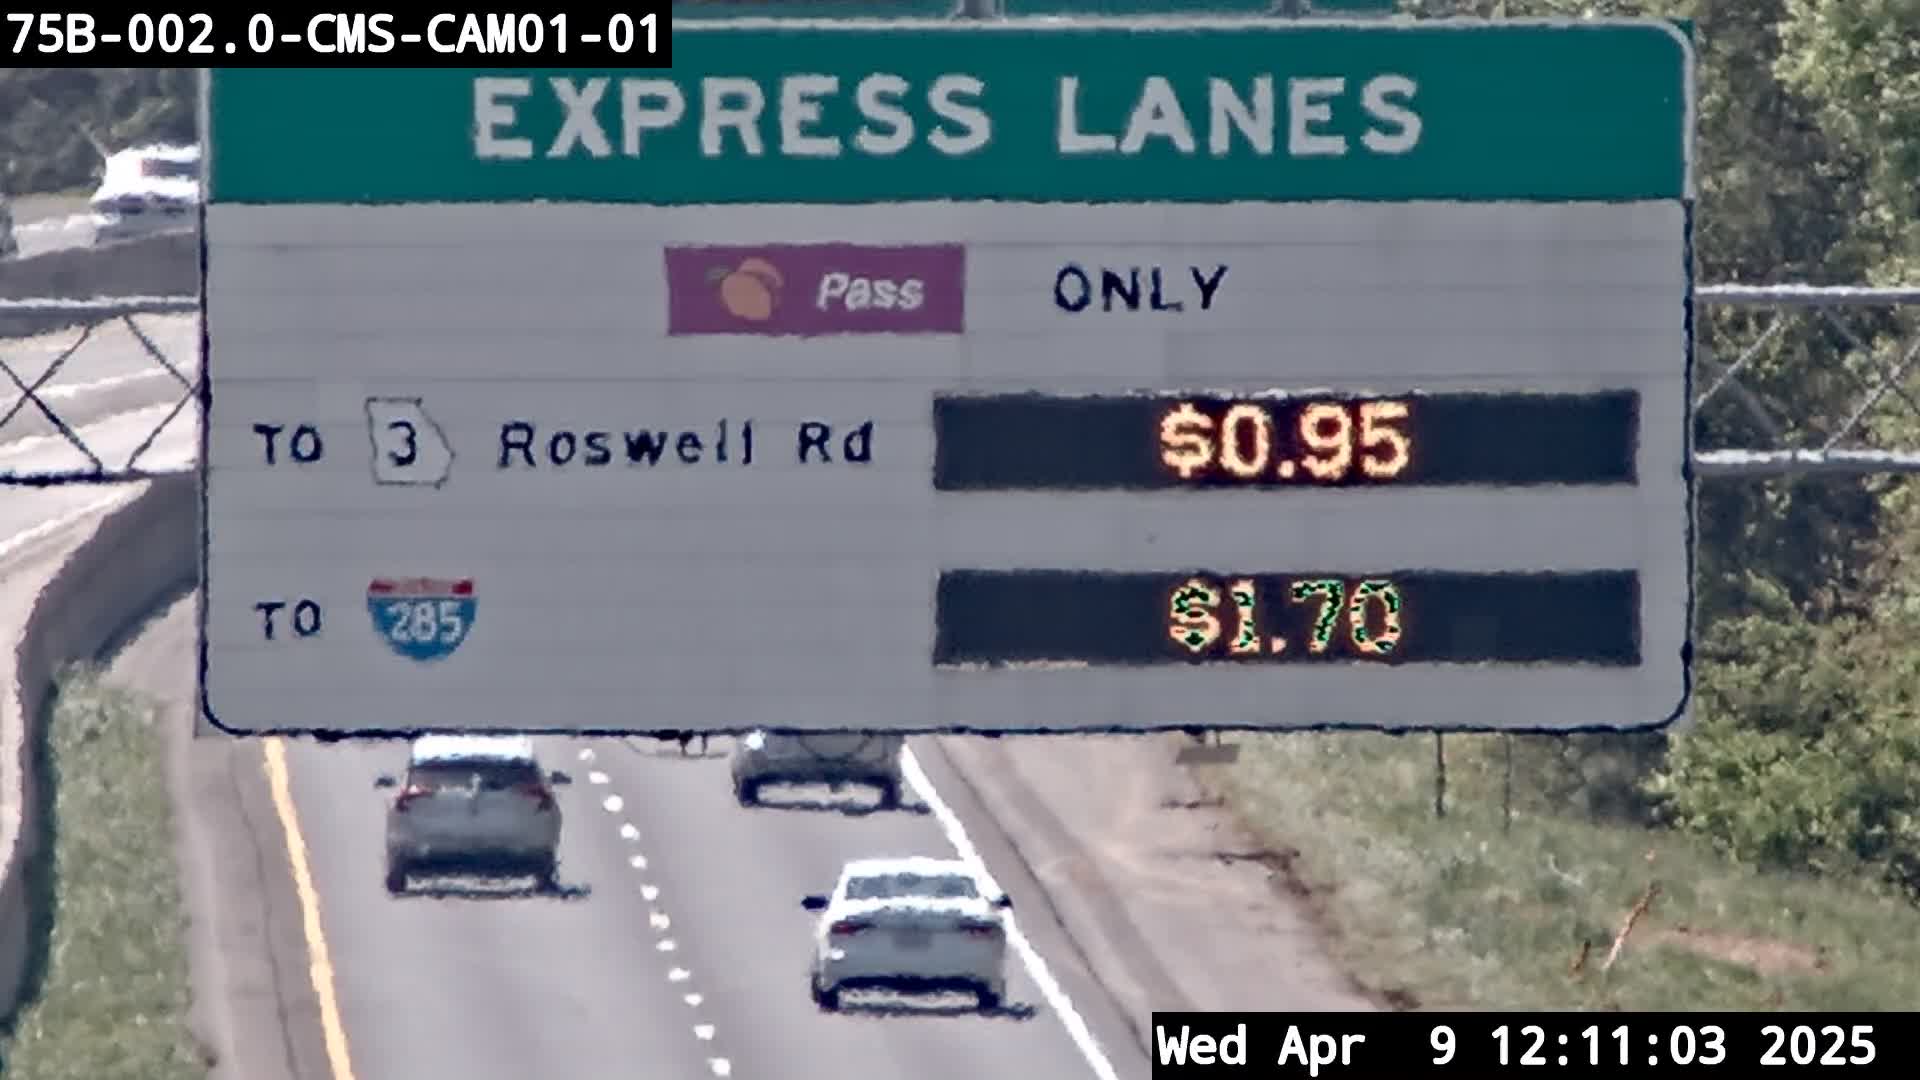 75B-002.0-CMS-CAM01-01
EXPRESS LANES
Pass ONLY
TO 3 Roswell Rd $0.95
TO 285 $1.70
Wed Apr 9 12:11:03 2025